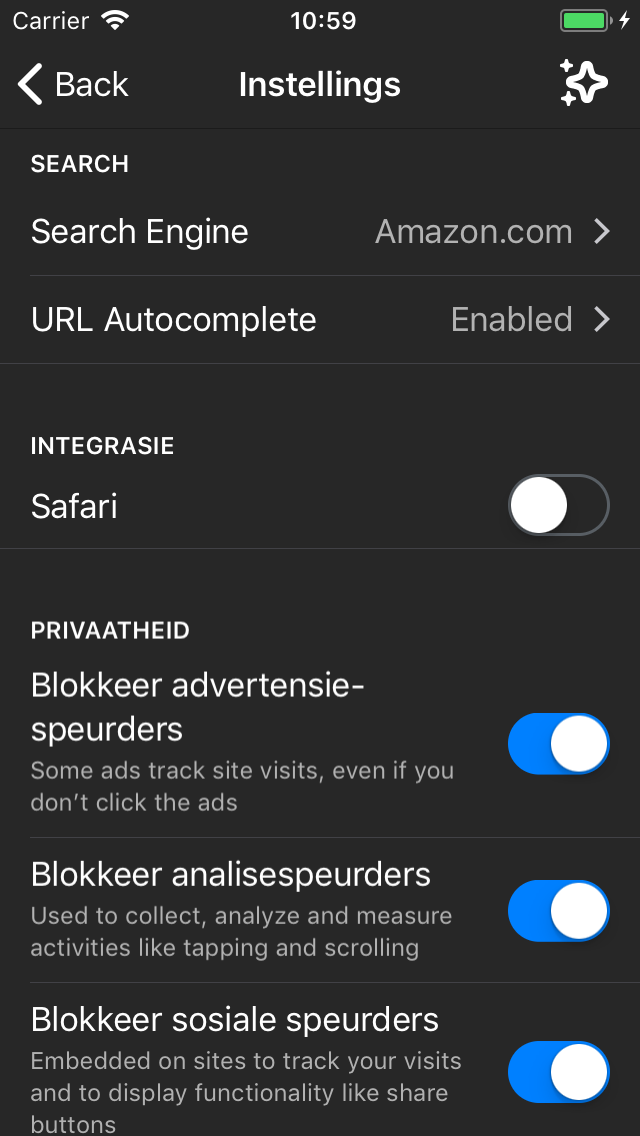 Carrier 10:59
Back Instellings
SEARCH
Search Engine Amazon.com
URL Autocomplete Enabled
INTEGRASIE
Safari
PRIVAATHEID
Blokkeer advertensie-
speurders
Some ads track site visits, even if you
don’t click the ads
Blokkeer analisespeurders
Used to collect, analyze and measure
activities like tapping and scrolling
Blokkeer sosiale speurders
Embedded on sites to track your visits
and to display functionality like share
buttons